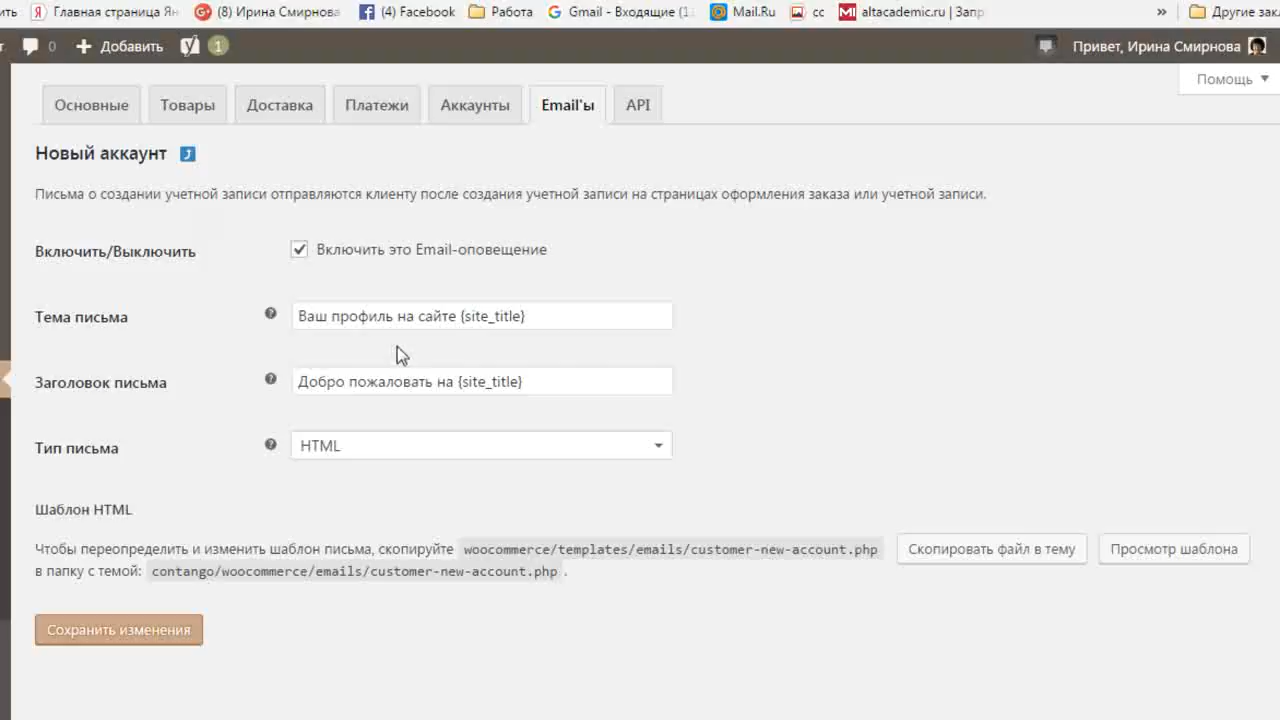 ить Главная страница Ян (8) Ирина Смирнова (4) Facebook Работа Gmail - Входящие (1 Mail.Ru сс altacademic.ru | Запр » Другие зак
т 0 + Добавить 1 Привет, Ирина Смирнова
Помощь
Основные Товары Доставка Платежи Аккаунты Email'ы API
Новый аккаунт
Письма о создании учетной записи отправляются клиенту после создания учетной записи на страницах оформления заказа или учетной записи.
Включить/Выключить Включить это Email-оповещение
Тема письма Ваш профиль на сайте {site_title}
Заголовок письма Добро пожаловать на {site_title}
Тип письма HTML
Шаблон HTML
Чтобы переопределить и изменить шаблон письма, скопируйте woocommerce/templates/emails/customer-new-account.php Скопировать файл в тему Просмотр шаблона
в папку с темой: contango/woocommerce/emails/customer-new-account.php .
Сохранить изменения